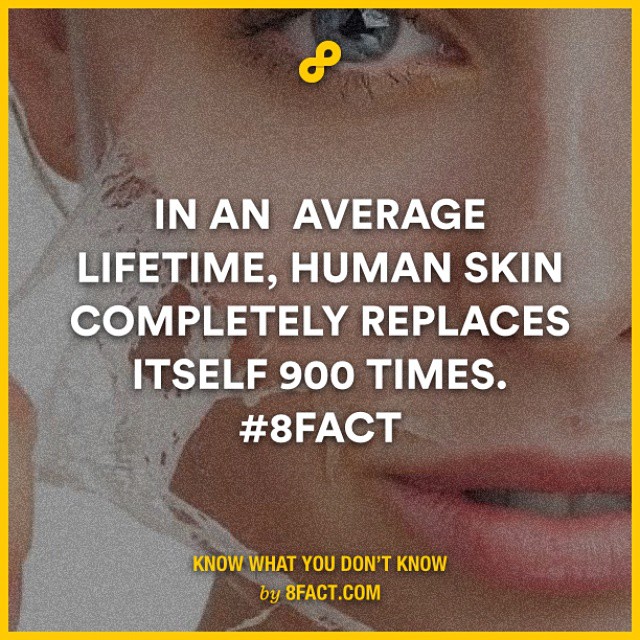 IN AN  AVERAGE
LIFETIME, HUMAN SKIN
COMPLETELY REPLACES
ITSELF 900 TIMES.
#8FACT
KNOW WHAT YOU DON'T KNOW
by 8FACT.COM